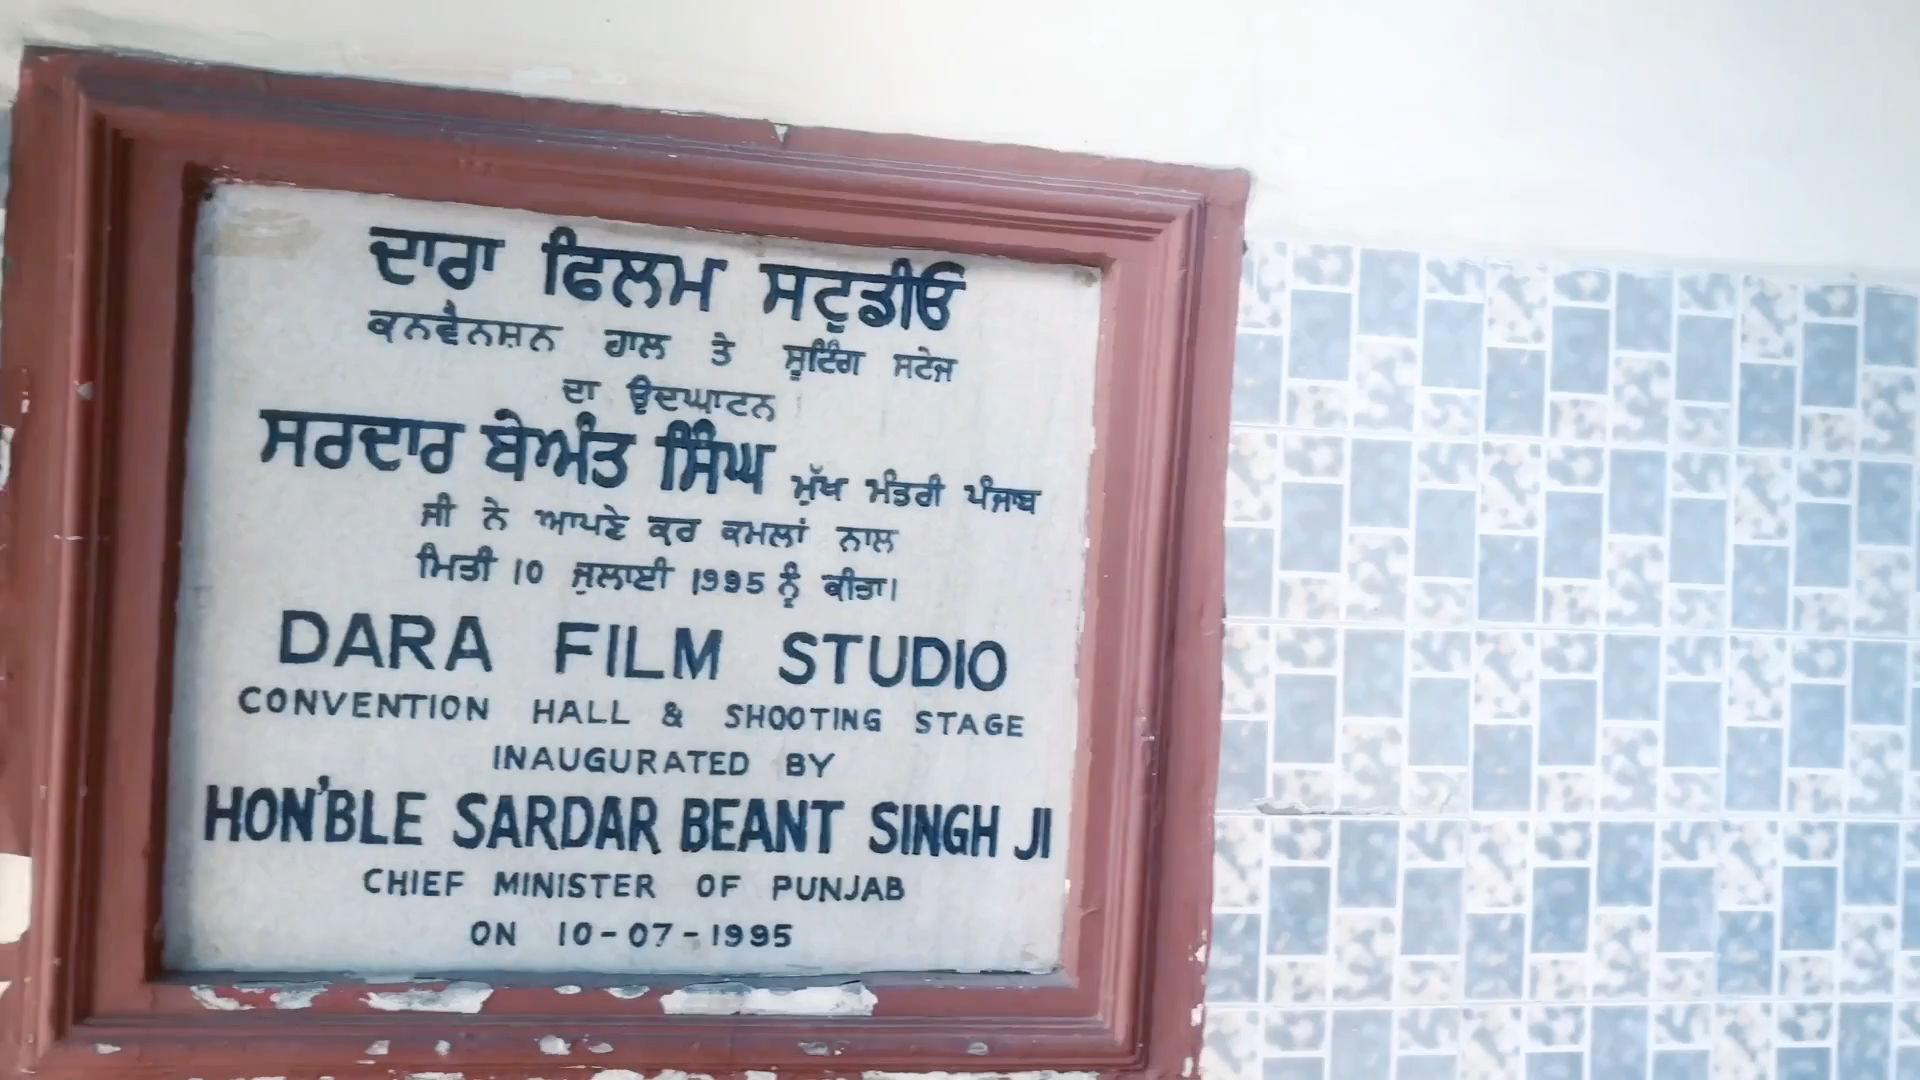 ਦਾਰਾ ਫਿਲਮ ਸਟੂਡੀਓ
ਕਨਵੈਨਸ਼ਨ ਹਾਲ ਤੇ ਸ਼ੂਟਿੰਗ ਸਟੇਜ
ਦਾ ਉਦਘਾਟਨ
ਸਰਦਾਰ ਬੇਅੰਤ ਸਿੰਘ ਮੁੱਖ ਮੰਤਰੀ ਪੰਜਾਬ
ਜੀ ਨੇ ਆਪਣੇ ਕਰ ਕਮਲਾਂ ਨਾਲ
ਮਿਤੀ 10 ਜੁਲਾਈ 1995 ਨੂੰ ਕੀਤਾ।
DARA FILM STUDIO
CONVENTION HALL & SHOOTING STAGE
INAUGURATED BY
HON'BLE SARDAR BEANT SINGH JI
CHIEF MINISTER OF PUNJAB
ON 10-07-1995